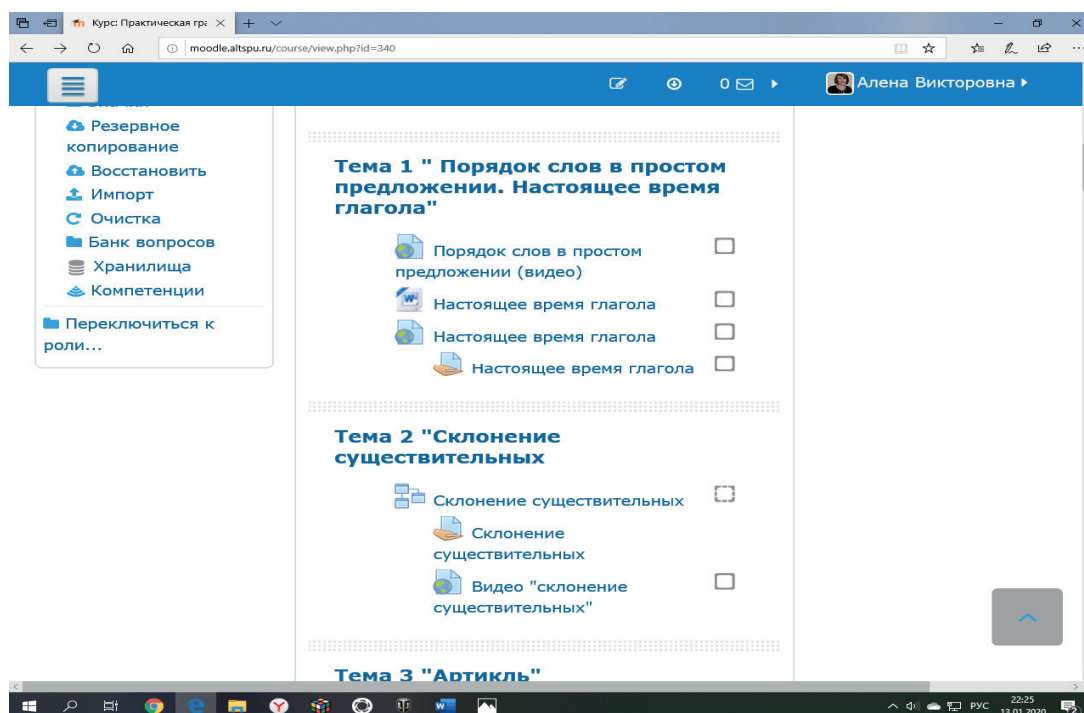 Курс: Практическая гра
moodle.altspu.ru/course/view.php?id=340
0
Алена Викторовна
Резервное
копирование
Восстановить
Импорт
Очистка
Банк вопросов
Хранилища
Компетенции
Переключиться к
роли...
Тема 1 " Порядок слов в простом
предложении. Настоящее время
глагола"
Порядок слов в простом
предложении (видео)
Настоящее время глагола
Настоящее время глагола
Настоящее время глагола
Тема 2 "Склонение
существительных
Склонение существительных
Склонение
существительных
Видео "склонение
существительных"
Тема 3 "Артикль"
РУС
22:25
13.01.2020